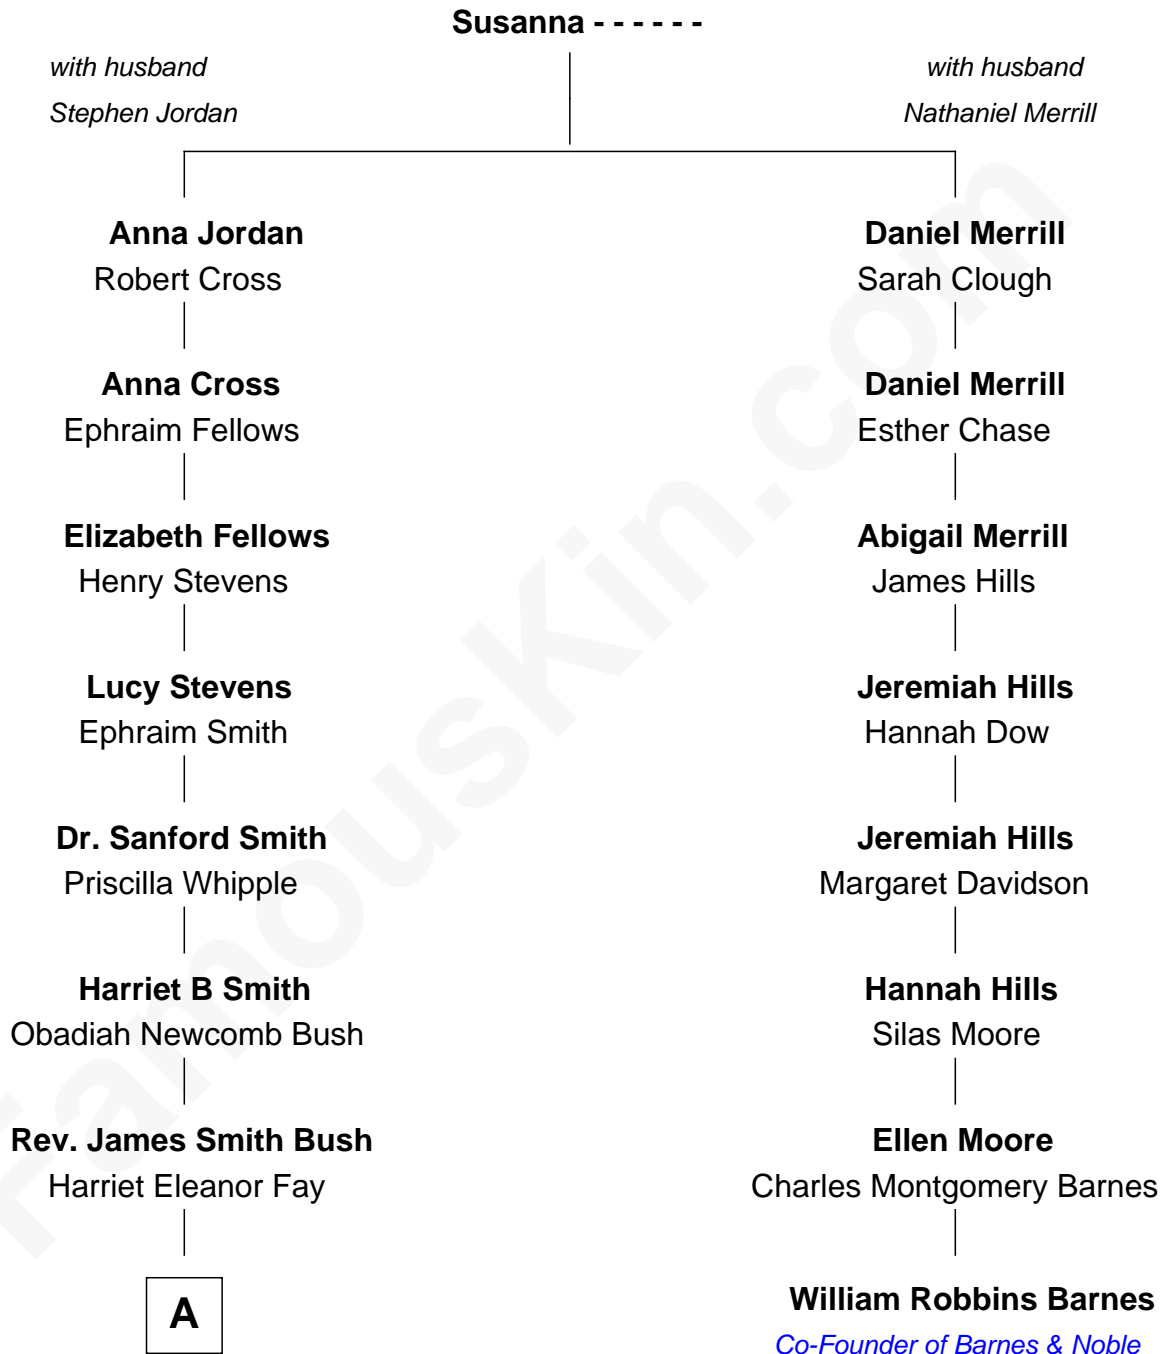 Susanna - - - - - -
with husband
Stephen Jordan
with husband
Nathaniel Merrill
Anna Jordan
Robert Cross
Daniel Merrill
Sarah Clough
Anna Cross
Ephraim Fellows
Daniel Merrill
Esther Chase
Elizabeth Fellows
Henry Stevens
Abigail Merrill
James Hills
Lucy Stevens
Ephraim Smith
Jeremiah Hills
Hannah Dow
Dr. Sanford Smith
Priscilla Whipple
Jeremiah Hills
Margaret Davidson
Harriet B Smith
Obadiah Newcomb Bush
Hannah Hills
Silas Moore
Rev. James Smith Bush
Harriet Eleanor Fay
Ellen Moore
Charles Montgomery Barnes
A
William Robbins Barnes
Co-Founder of Barnes & Noble
FamousKin.com